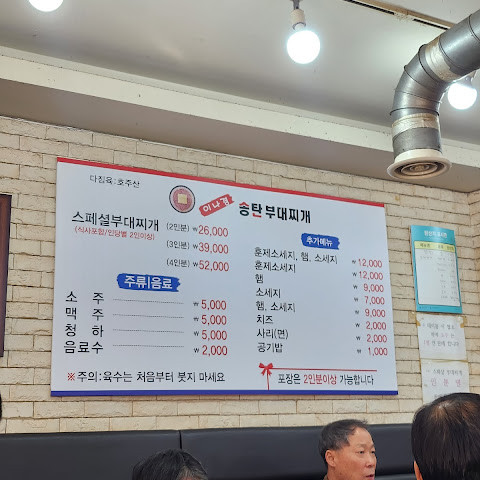 다짐육:호주산
이나경 송탄부대찌개
스페셜부대찌개
(식사포함/인당별 2인이상)
(2인분) ₩26,000
(3인분) ₩39,000
(4인분) ₩52,000
주류|음료
소 주 ₩5,000
맥 주 ₩5,000
청 하 ₩5,000
음료수 ₩2,000
추가메뉴
훈제소세지, 햄, 소세지 ₩12,000
훈제소세지 ₩12,000
햄 ₩9,000
소세지 ₩7,000
햄, 소세지 ₩9,000
치즈 ₩2,000
사리(면) ₩2,000
공기밥 ₩1,000
※주의:육수는 처음부터 붓지 마세요
포장은 2인분이상 가능합니다